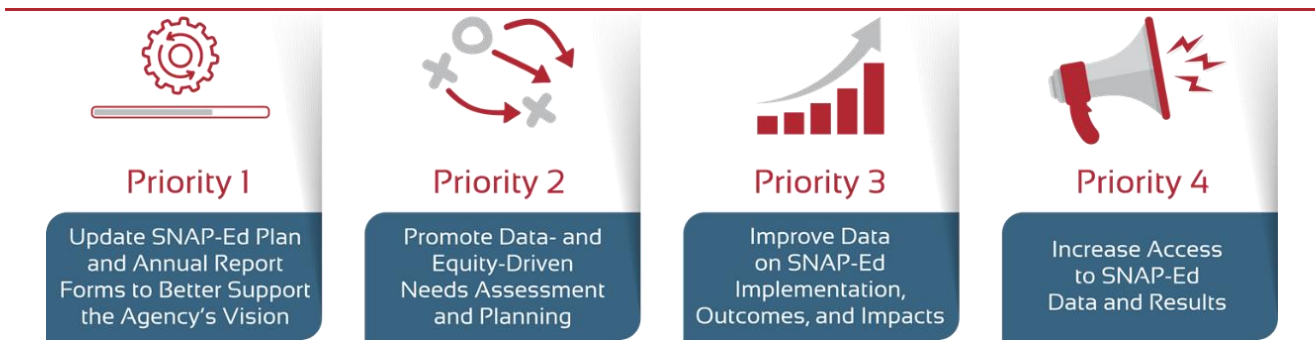 Priority 1
Update SNAP-Ed Plan
and Annual Report
Forms to Better Support
the Agency's Vision
Priority 2
Promote Data- and
Equity-Driven
Needs Assessment
and Planning
Priority 3
Improve Data
on SNAP-Ed
Implementation,
Outcomes, and Impacts
Priority 4
Increase Access
to SNAP-Ed
Data and Results